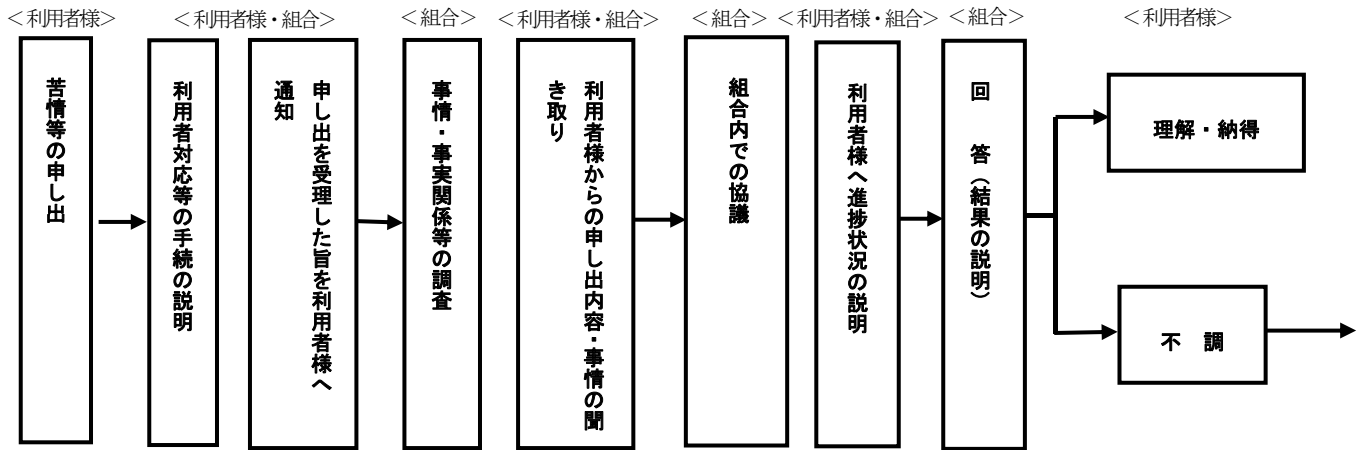 ＜利用者様＞
＜利用者様・組合＞
＜組合＞
＜利用者様・組合＞
＜組合＞
＜利用者様・組合＞
＜組合＞
＜利用者様＞
苦情等の申し出
利用者対応等の手続の説明
申し出を受理した旨を利用者様へ
通知
事情・事実関係等の調査
利用者様からの申し出内容・事情の聞
き取り
組合内での協議
利用者様へ進捗状況の説明
回　答（結果の説明）
理解・納得
不　調